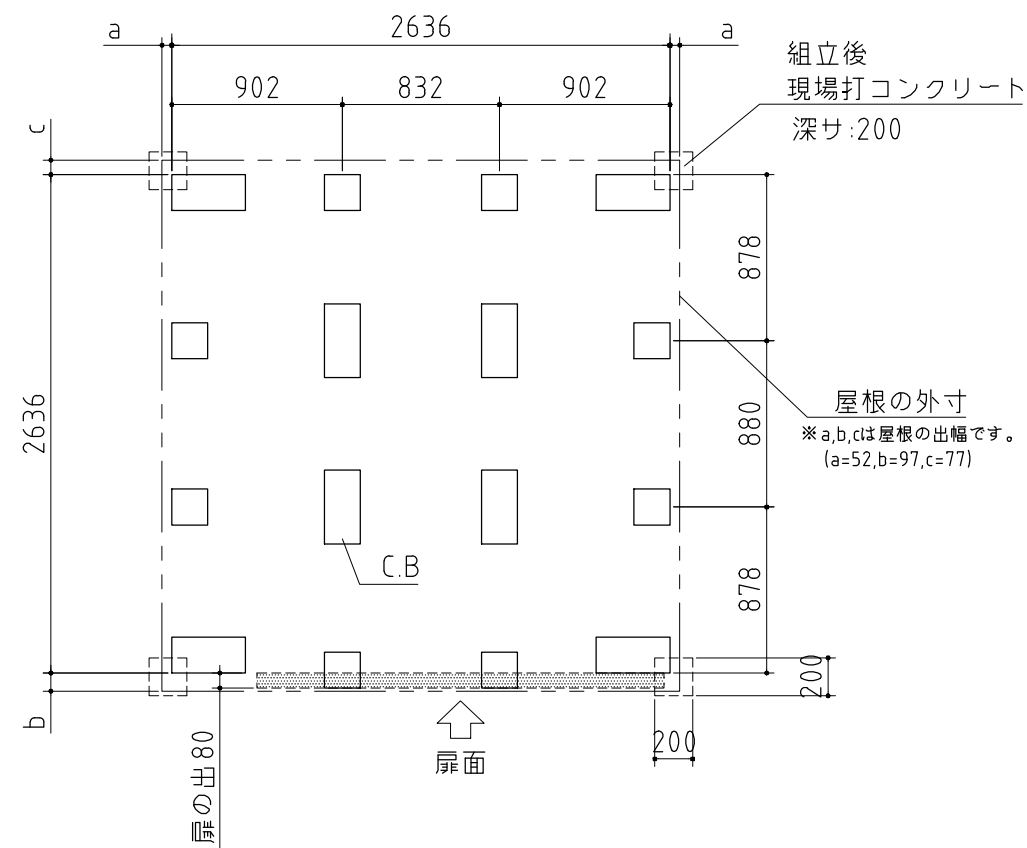 a
2636
a
902
832
902
組立後
現場打コンクリート
深サ:200
c
878
2636
880
屋根の外寸
※a,b,cは屋根の出幅です。
(a=52,b=97,c=77)
C.B
878
200
b
扉の出80
扉面
200